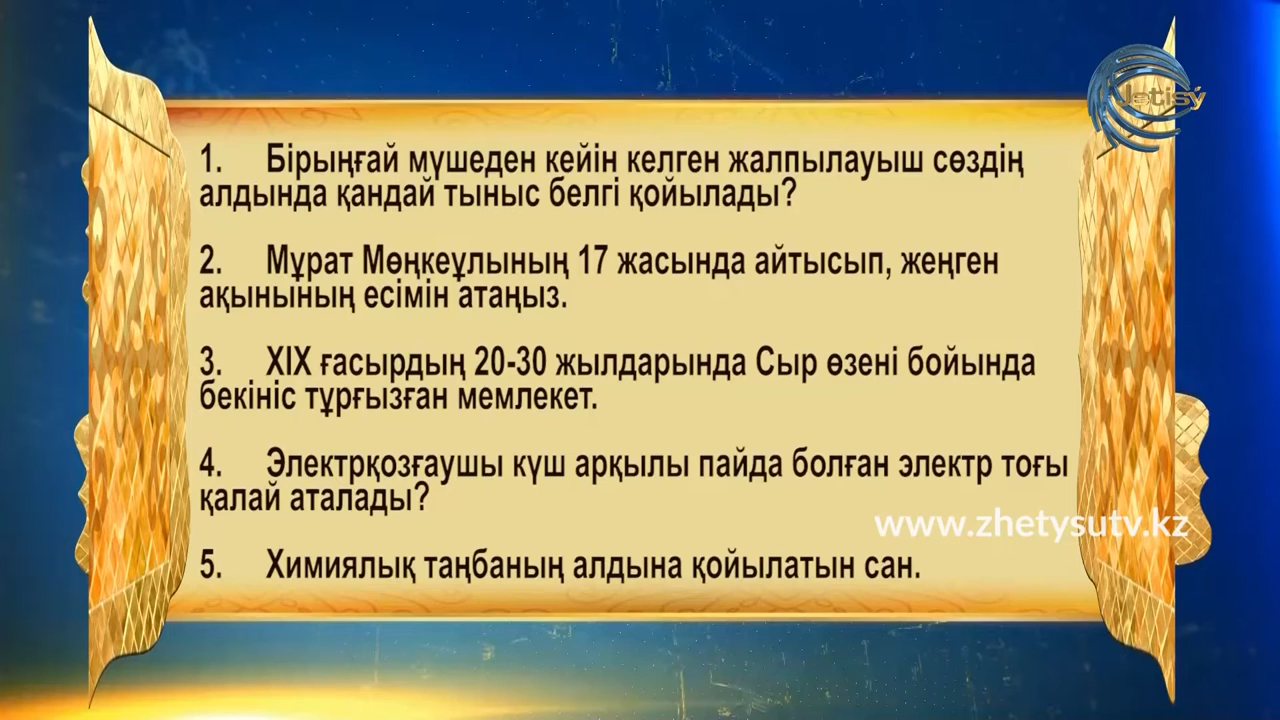 Jetisý
1. Бірыңғай мүшеден кейін келген жалпылауыш сөздің
алдында қандай тыныс белгі қойылады?
2. Мұрат Мөңкеұлының 17 жасында айтысып, жеңген
ақынының есімін атаңыз.
3. XIX ғасырдың 20-30 жылдарында Сыр өзені бойында
бекініс тұрғызған мемлекет.
4. Электрқозғаушы күш арқылы пайда болған электр тоғы
қалай аталады?
www.zhetysutv.kz
5. Химиялық таңбаның алдына қойылатын сан.